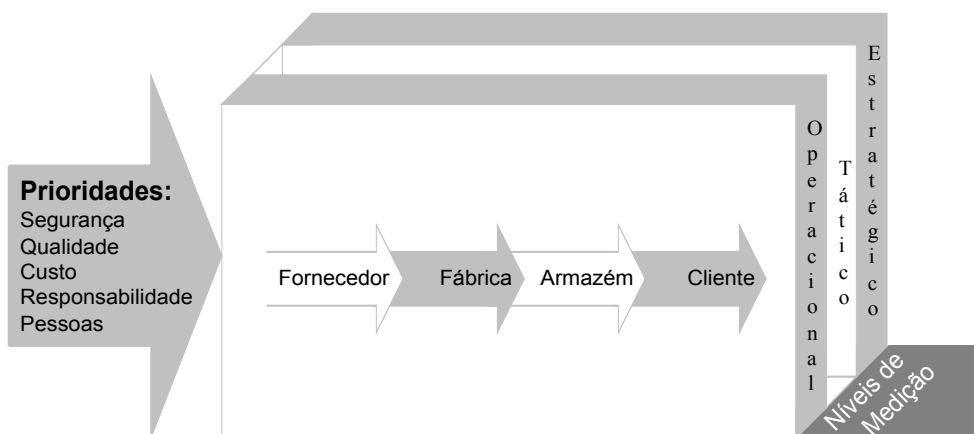 Prioridades:
Segurança
Qualidade
Custo
Responsabilidade
Pessoas
Fornecedor
Fábrica
Armazém
Cliente
Operacional
Tático
Estratégico
Níveis de
Medição